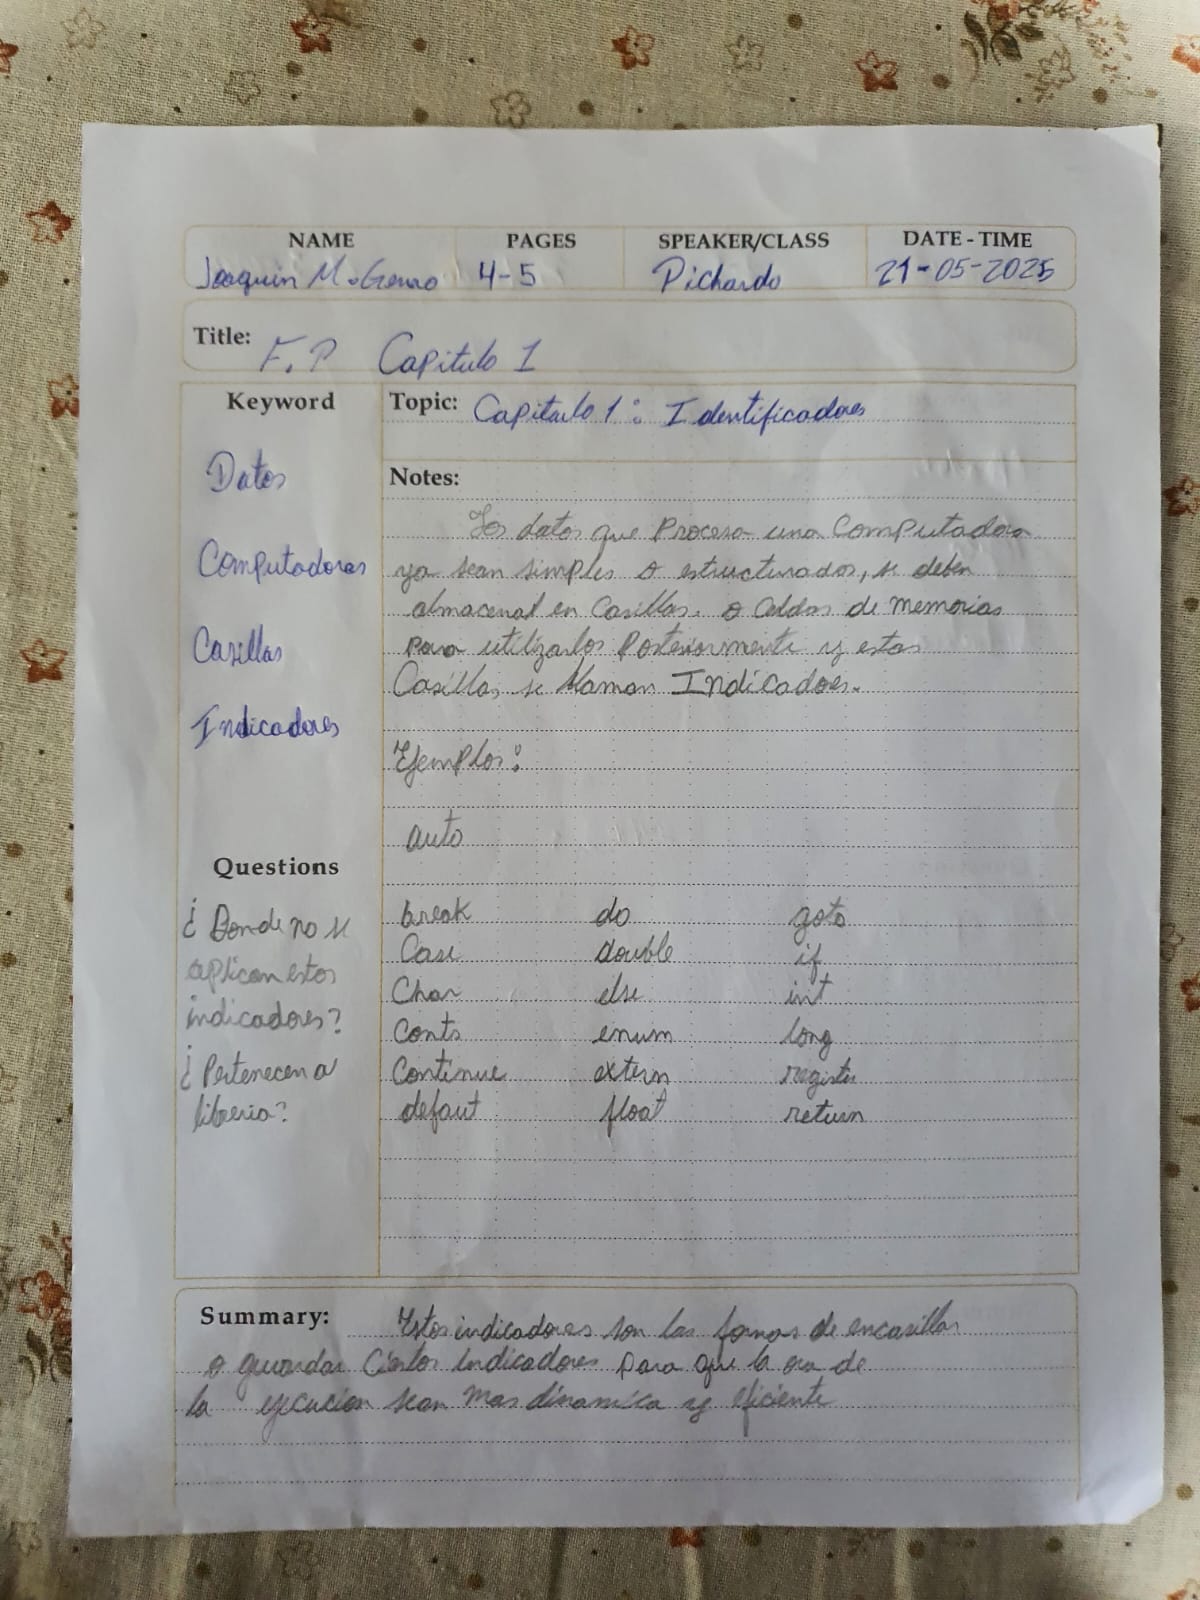 NAME PAGES SPEAKER/CLASS DATE - TIME
Joaquin M. Genao 4-5 Pichardo 21-05-2025
Title: F.P Capitulo 1
Keyword
Datos
Computadoras
Casillas
Indicadores
Questions
¿Donde no se
aplican estos
indicadores?
¿Pertenecen a
libreria?
Topic: Capitulo 1: Identificadores
Notes:
Los datos que Procesa una Computadora
ya sean simples o estructurados, se deben
almacenal en Casillas. o Celdas de memorias
para utilizarlos Posteriormente y estas
Casillas se llaman Indicadores.
Ejemplos:
auto
break do goto
Case double if
Char else int
Conts enum long
Continue extern register
defaut float return
Summary: Estos indicadores son las formas de encasillar
o guardar Ciertos indicadores para que la ora de
la ejecución sean mas dinamica y eficiente